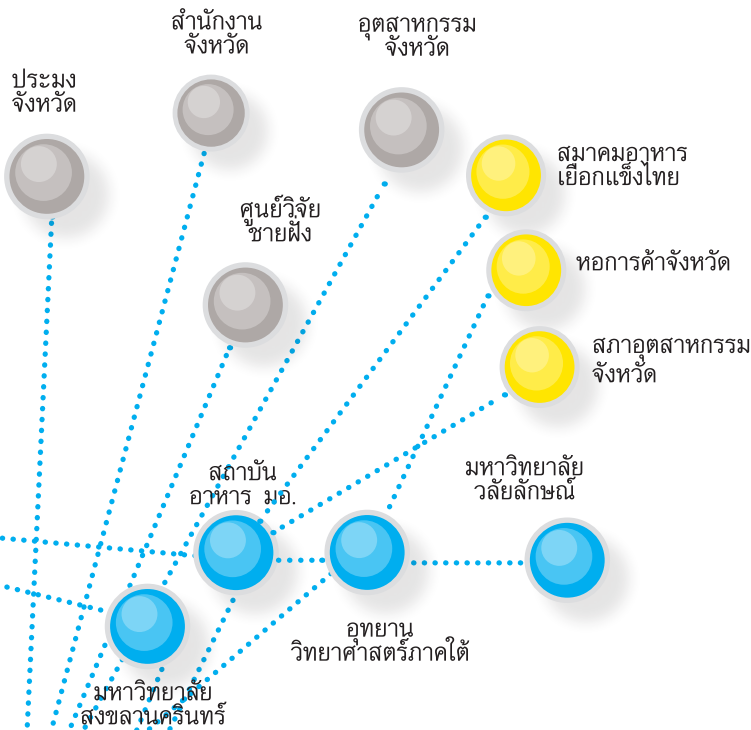 สำนักงาน
จังหวัด
อุตสาหกรรม
จังหวัด
ประมง
จังหวัด
สมาคมอาหาร
เยือกแข็งไทย
ศูนย์วิจัย
ชายฝั่ง
หอการค้าจังหวัด
สภาอุตสาหกรรม
จังหวัด
สถาบัน
อาหาร มอ.
มหาวิทยาลัย
วลัยลักษณ์
อุทยาน
วิทยาศาสตร์ภาคใต้
มหาวิทยาลัย
สงขลานครินทร์